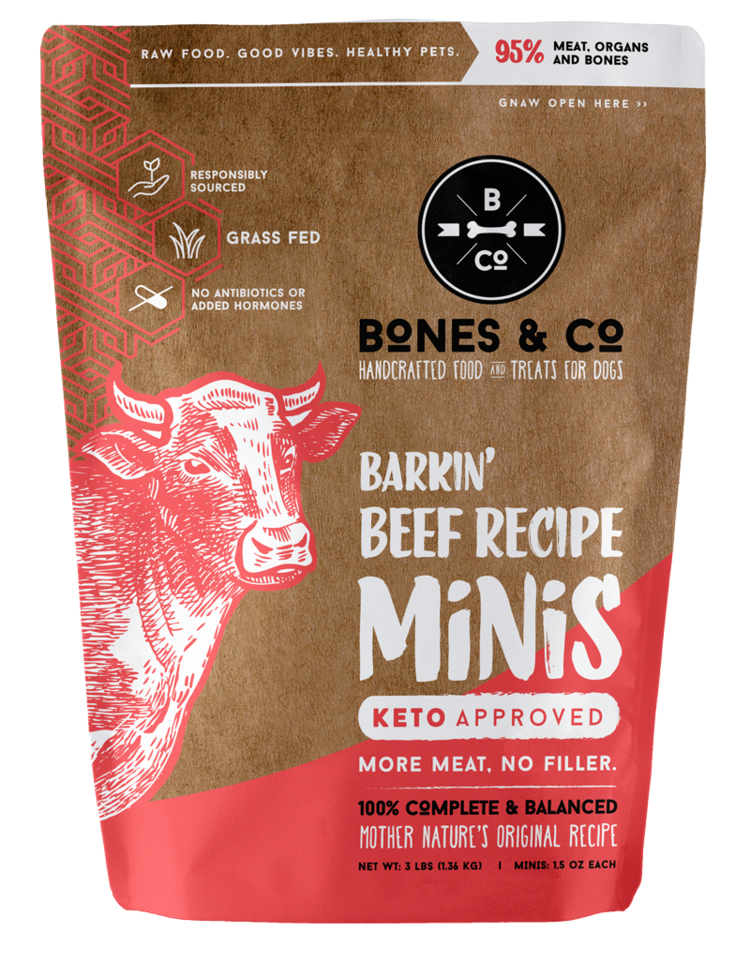 RAW FOOD. GOOD VIBES. HEALTHY PETS.
95% MEAT, ORGANS
AND BONES
GNAW OPEN HERE >>
RESPONSIBLY
SOURCED
GRASS FED
NO ANTIBIOTICS OR
ADDED HORMONES
B
Co
BONES & Co
HANDCRAFTED FOOD AND TREATS FOR DOGS
BARKIN'
BEEF RECIPE
MiNiS
KETO APPROVED
MORE MEAT, NO FILLER.
100% CoMPLETE & BALANCED
MOTHER NATURE'S ORIGINAL RECIPE
NET WT: 3 LBS (1.36 KG) | MINIS: 1.5 OZ EACH